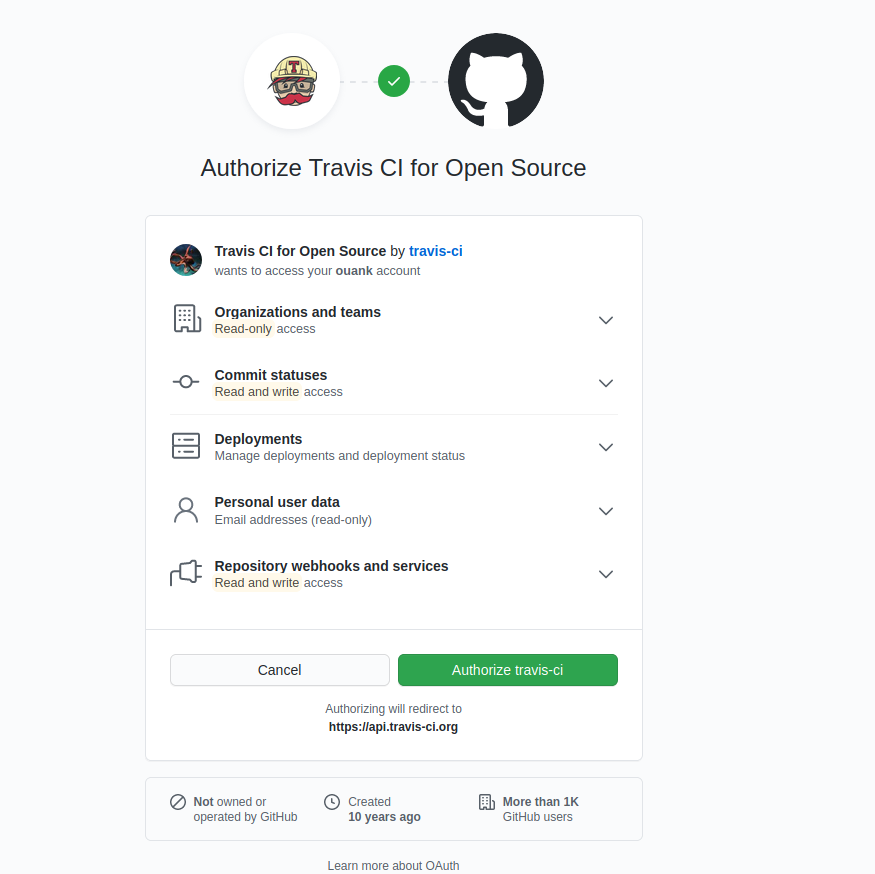 T
Authorize Travis CI for Open Source
Travis CI for Open Source by travis-ci
wants to access your ouank account
Organizations and teams
Read-only access
Commit statuses
Read and write access
Deployments
Manage deployments and deployment status
Personal user data
Email addresses (read-only)
Repository webhooks and services
Read and write access
Cancel
Authorize travis-ci
Authorizing will redirect to
https://api.travis-ci.org
Not owned or
operated by GitHub
Created
10 years ago
More than 1K
GitHub users
Learn more about OAuth